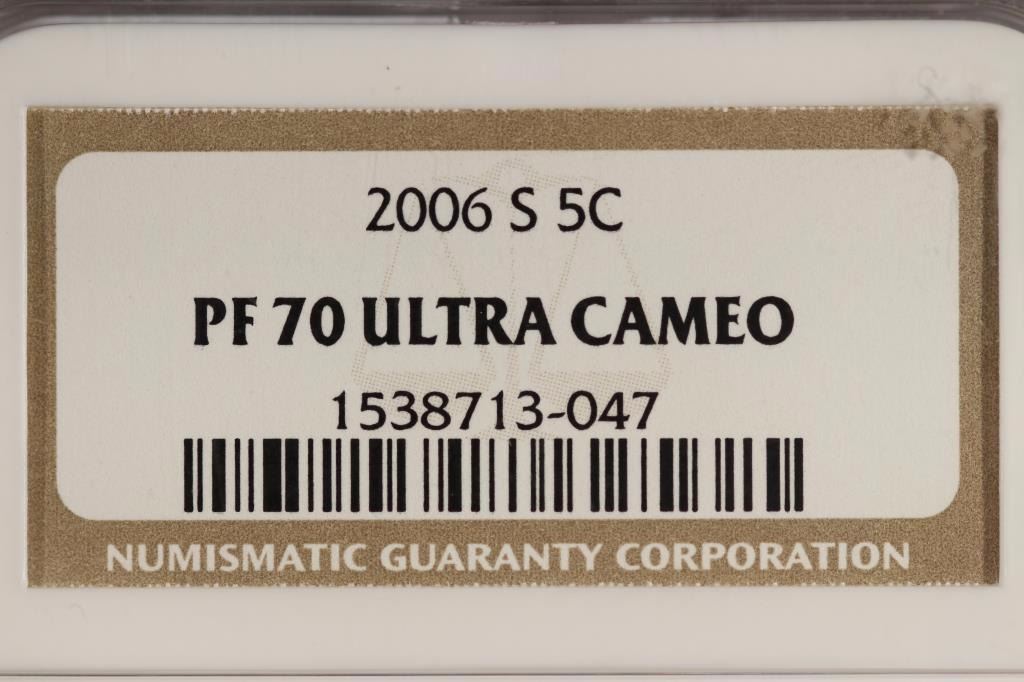 2006 S 5C
PF 70 ULTRA CAMEO
1538713-047
NUMISMATIC GUARANTY CORPORATION